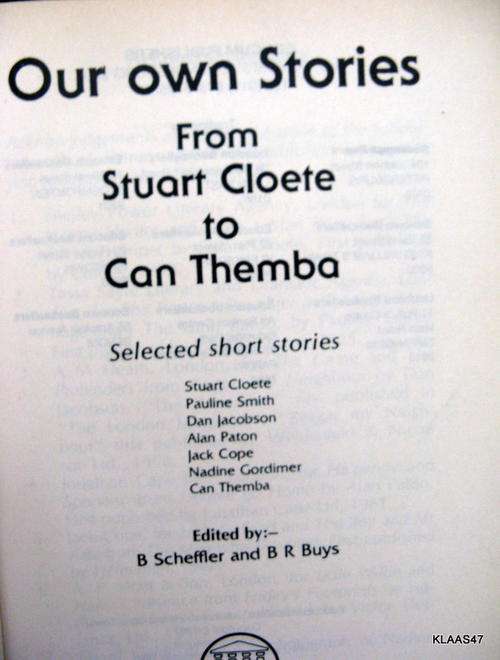 Our own Stories
From
Stuart Cloete
to
Can Themba
Selected short stories
Stuart Cloete
Pauline Smith
Dan Jacobson
Alan Paton
Jack Cope
Nadine Gordimer
Can Themba
Edited by:–
B Scheffler and B R Buys
KLAAS47